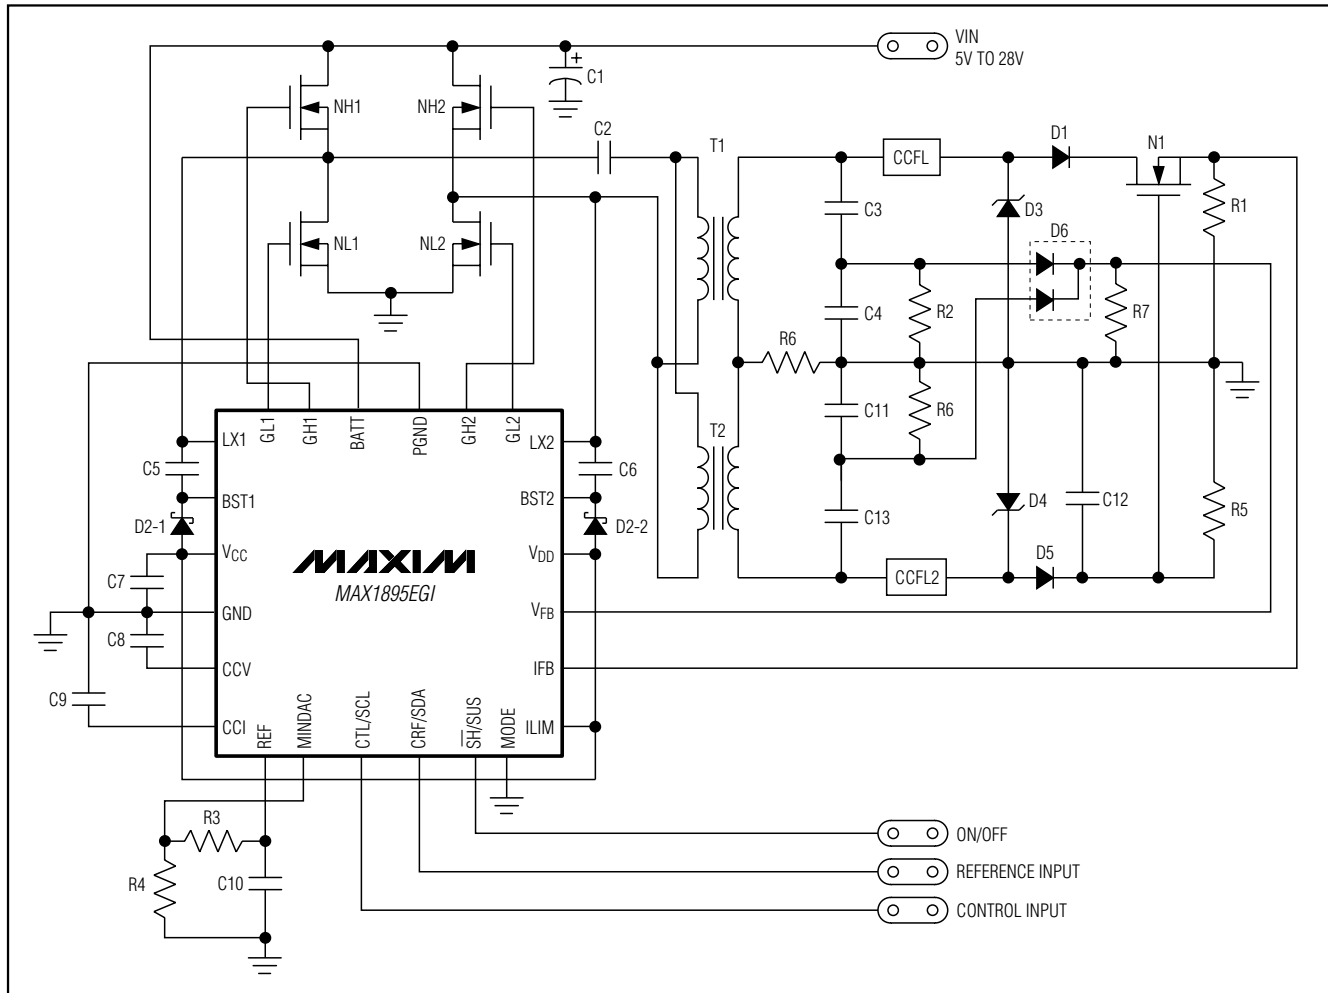 VIN
5V TO 28V
C1
NH1
NH2
C2
T1
CCFL
D1
N1
C3
D3
R1
NL1
NL2
D6
C4
R2
R7
R6
GL1
GH1
BATT
PGND
GH2
GL2
C11
R6
LX1
LX2
T2
C5
C6
BST1
BST2
D4
C12
R5
D2-1
D2-2
C13
VCC
VDD
MAXIM
MAX1895EGI
D5
C7
CCFL2
GND
VFB
C8
CCV
IFB
C9
CCI
REF
MINDAC
CTL/SCL
CRF/SDA
SH/SUS
MODE
ILIM
R3
ON/OFF
R4
C10
REFERENCE INPUT
CONTROL INPUT